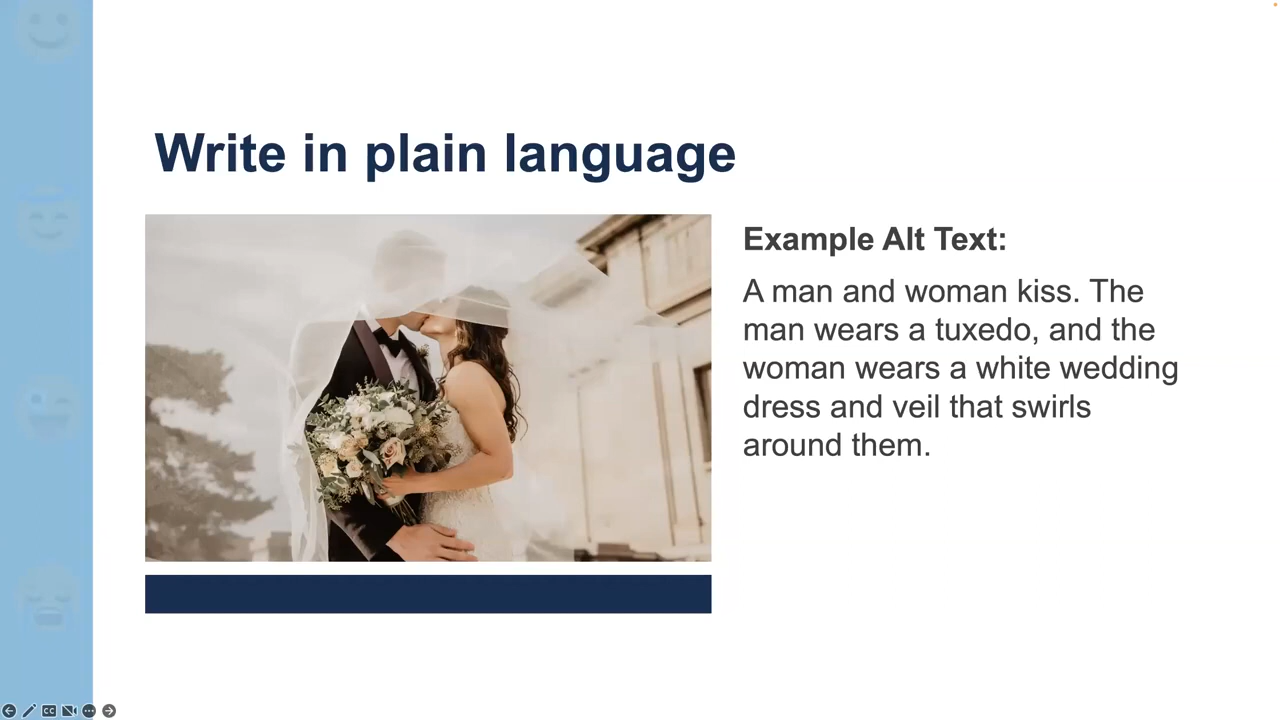 Write in plain language
Example Alt Text:
A man and woman kiss. The
man wears a tuxedo, and the
woman wears a white wedding
dress and veil that swirls
around them.
CC